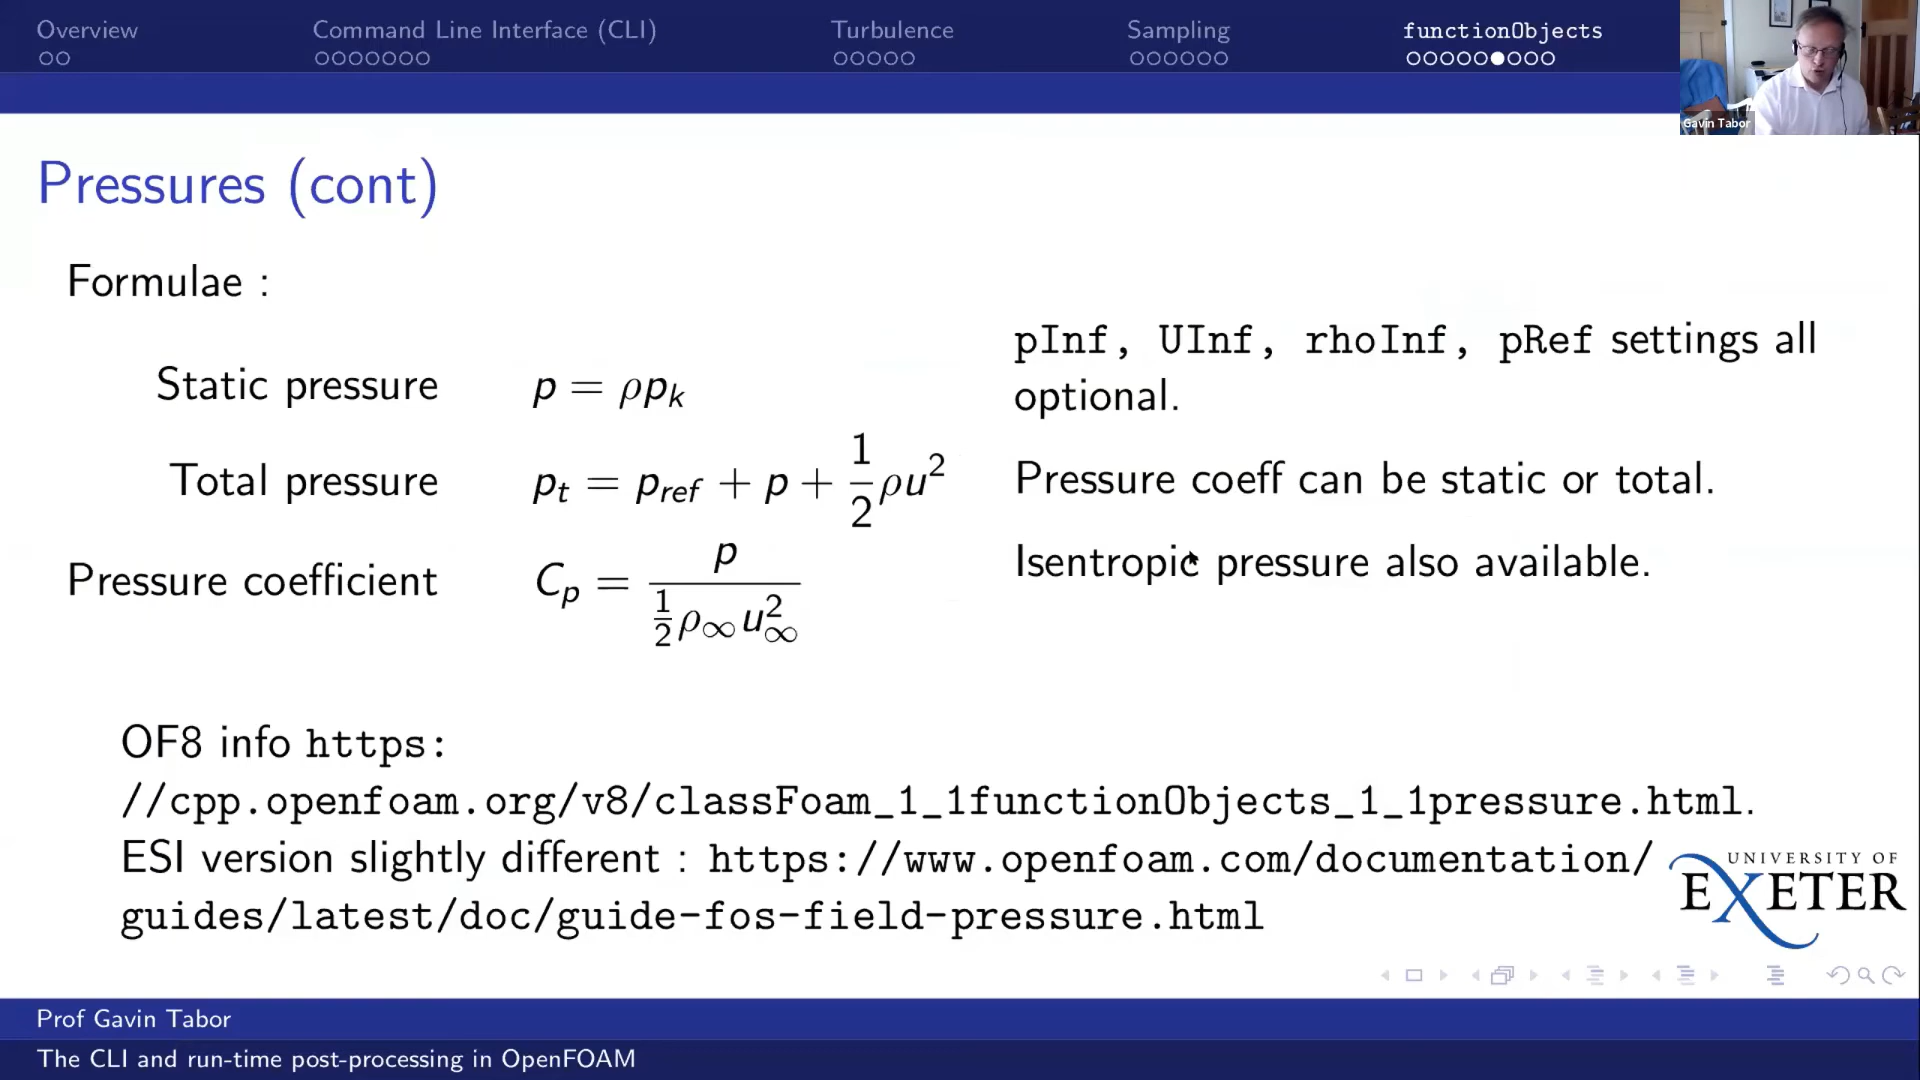 Overview
Command Line Interface (CLI)
Turbulence
Sampling
functionObjects
Gavin Tabor
Pressures (cont)
Formulae :
Static pressure p = ρp_k
Total pressure p_t = p_ref + p + 1/2 ρu²
Pressure coefficient C_p = p / (1/2 ρ_∞ u_∞²)
pInf, UInf, rhoInf, pRef settings all
optional.
Pressure coeff can be static or total.
Isentropic pressure also available.
OF8 info https:
//cpp.openfoam.org/v8/classFoam_1_1functionObjects_1_1pressure.html.
ESI version slightly different : https://www.openfoam.com/documentation/
guides/latest/doc/guide-fos-field-pressure.html
UNIVERSITY OF
EXETER
Prof Gavin Tabor
The CLI and run-time post-processing in OpenFOAM